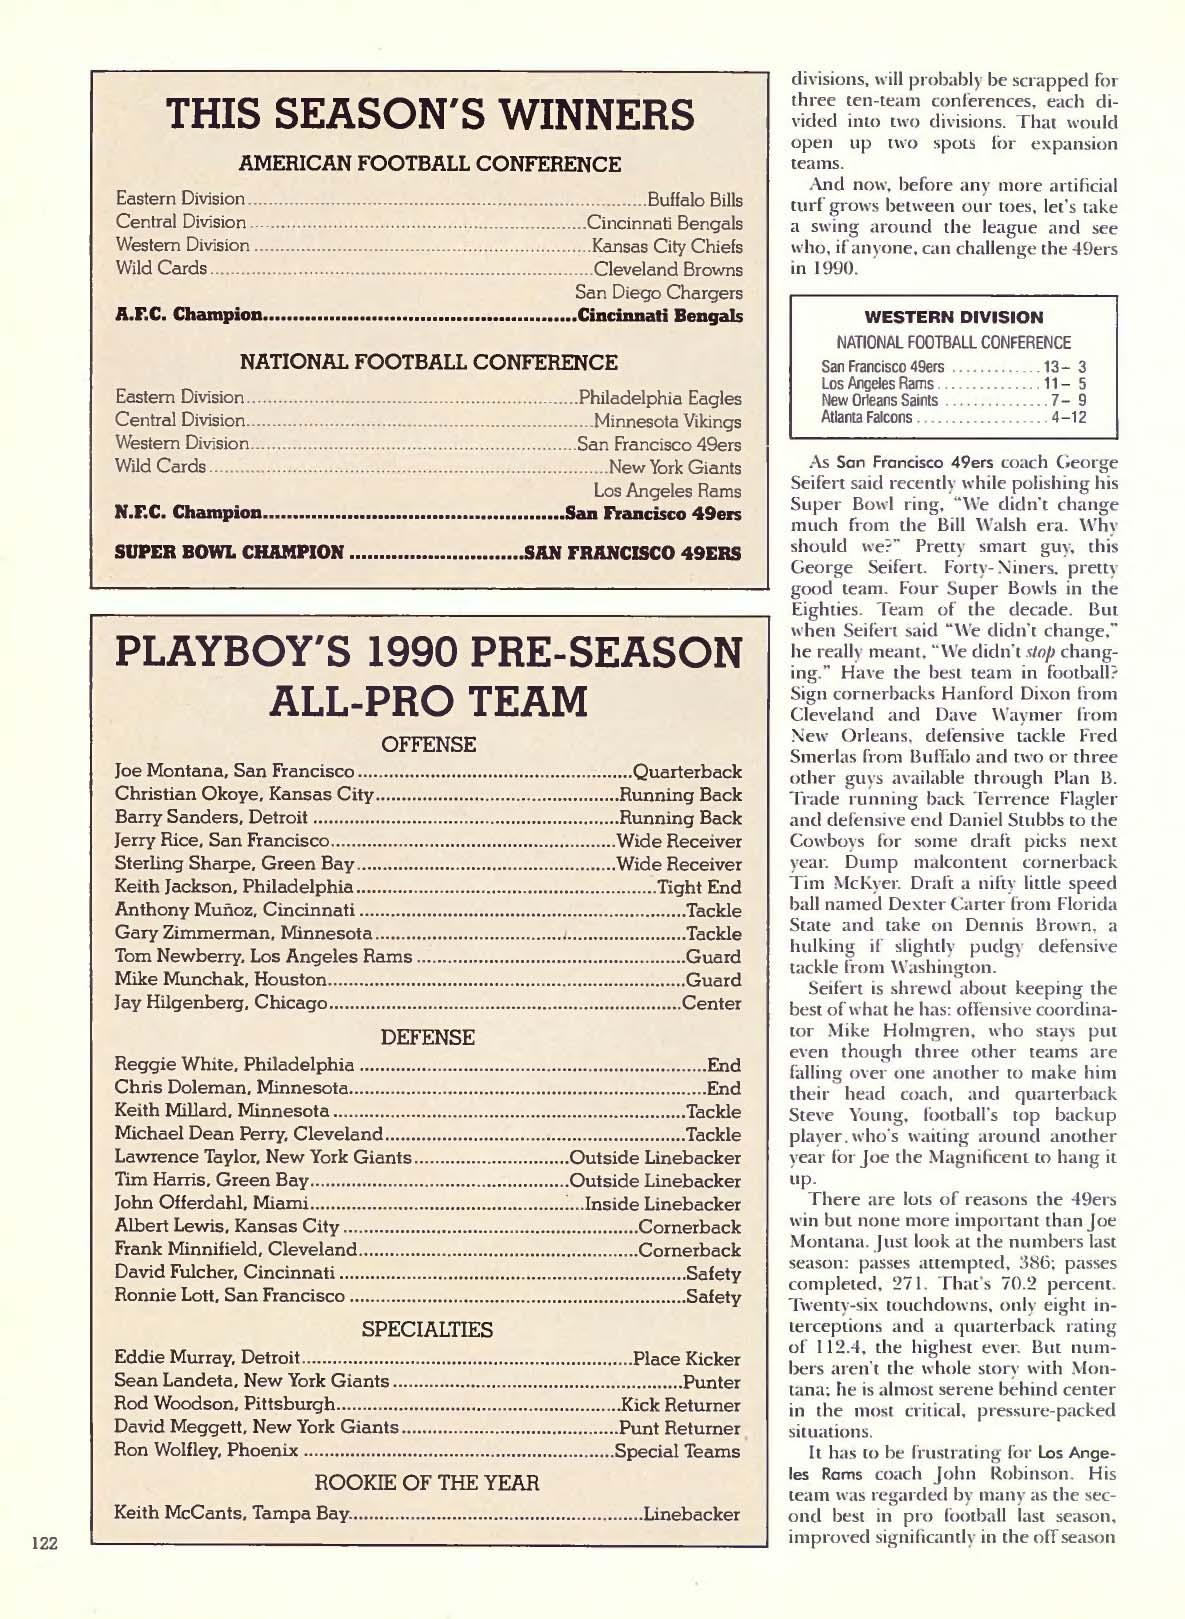 THIS SEASON'S WINNERS
AMERICAN FOOTBALL CONFERENCE
Eastern Division..........Buffalo Bills
Central Division..........Cincinnati Bengals
Western Division..........Kansas City Chiefs
Wild Cards..........Cleveland Browns
San Diego Chargers
A.F.C. Champion..........Cincinnati Bengals
NATIONAL FOOTBALL CONFERENCE
Eastern Division..........Philadelphia Eagles
Central Division..........Minnesota Vikings
Western Division..........San Francisco 49ers
Wild Cards..........New York Giants
Los Angeles Rams
N.F.C. Champion..........San Francisco 49ers
SUPER BOWL CHAMPION..........SAN FRANCISCO 49ERS
PLAYBOY'S 1990 PRE-SEASON
ALL-PRO TEAM
OFFENSE
Joe Montana, San Francisco..........Quarterback
Christian Okoye, Kansas City..........Running Back
Barry Sanders, Detroit..........Running Back
Jerry Rice, San Francisco..........Wide Receiver
Sterling Sharpe, Green Bay..........Wide Receiver
Keith Jackson, Philadelphia..........Tight End
Anthony Muñoz, Cincinnati..........Tackle
Gary Zimmerman, Minnesota..........Tackle
Tom Newberry, Los Angeles Rams..........Guard
Mike Munchak, Houston..........Guard
Jay Hilgenberg, Chicago..........Center
DEFENSE
Reggie White, Philadelphia..........End
Chris Doleman, Minnesota..........End
Keith Millard, Minnesota..........Tackle
Michael Dean Perry, Cleveland..........Tackle
Lawrence Taylor, New York Giants..........Outside Linebacker
Tim Harris, Green Bay..........Outside Linebacker
John Offerdahl, Miami..........Inside Linebacker
Albert Lewis, Kansas City..........Cornerback
Frank Minnifield, Cleveland..........Cornerback
David Fulcher, Cincinnati..........Safety
Ronnie Lott, San Francisco..........Safety
SPECIALTIES
Eddie Murray, Detroit..........Place Kicker
Sean Landeta, New York Giants..........Punter
Rod Woodson, Pittsburgh..........Kick Returner
David Meggett, New York Giants..........Punt Returner
Ron Wolfley, Phoenix..........Special Teams
ROOKIE OF THE YEAR
Keith McCants, Tampa Bay..........Linebacker
122
divisions, will probably be scrapped for
three ten-team conferences, each di-
vided into two divisions. That would
open up two spots for expansion
teams.
And now, before any more artificial
turf grows between our toes, let's take
a swing around the league and see
who, if anyone, can challenge the 49ers
in 1990.
WESTERN DIVISION
NATIONAL FOOTBALL CONFERENCE
San Francisco 49ers .......... 13– 3
Los Angeles Rams .......... 11– 5
New Orleans Saints .......... 7– 9
Atlanta Falcons .......... 4–12
As San Francisco 49ers coach George
Seifert said recently while polishing his
Super Bowl ring, “We didn't change
much from the Bill Walsh era. Why
should we?” Pretty smart guy, this
George Seifert. Forty-Niners, pretty
good team. Four Super Bowls in the
Eighties. Team of the decade. But
when Seifert said “We didn't change,”
he really meant, “We didn't stop chang-
ing.” Have the best team in football?
Sign cornerbacks Hanford Dixon from
Cleveland and Dave Waymer from
New Orleans, defensive tackle Fred
Smerlas from Buffalo and two or three
other guys available through Plan B.
Trade running back Terrence Flagler
and defensive end Daniel Stubbs to the
Cowboys for some draft picks next
year. Dump malcontent cornerback
Tim McKyer. Draft a nifty little speed
ball named Dexter Carter from Florida
State and take on Dennis Brown, a
hulking if slightly pudgy defensive
tackle from Washington.
Seifert is shrewd about keeping the
best of what he has: offensive coordina-
tor Mike Holmgren, who stays put
even though three other teams are
falling over one another to make him
their head coach, and quarterback
Steve Young, football's top backup
player, who's waiting around another
year for Joe the Magnificent to hang it
up.
There are lots of reasons the 49ers
win but none more important than Joe
Montana. Just look at the numbers last
season: passes attempted, 386; passes
completed, 271. That's 70.2 percent.
Twenty-six touchdowns, only eight in-
terceptions and a quarterback rating
of 112.4, the highest ever. But num-
bers aren't the whole story with Mon-
tana; he is almost serene behind center
in the most critical, pressure-packed
situations.
It has to be frustrating for Los Ange-
les Rams coach John Robinson. His
team was regarded by many as the sec-
ond best in pro football last season,
improved significantly in the off season